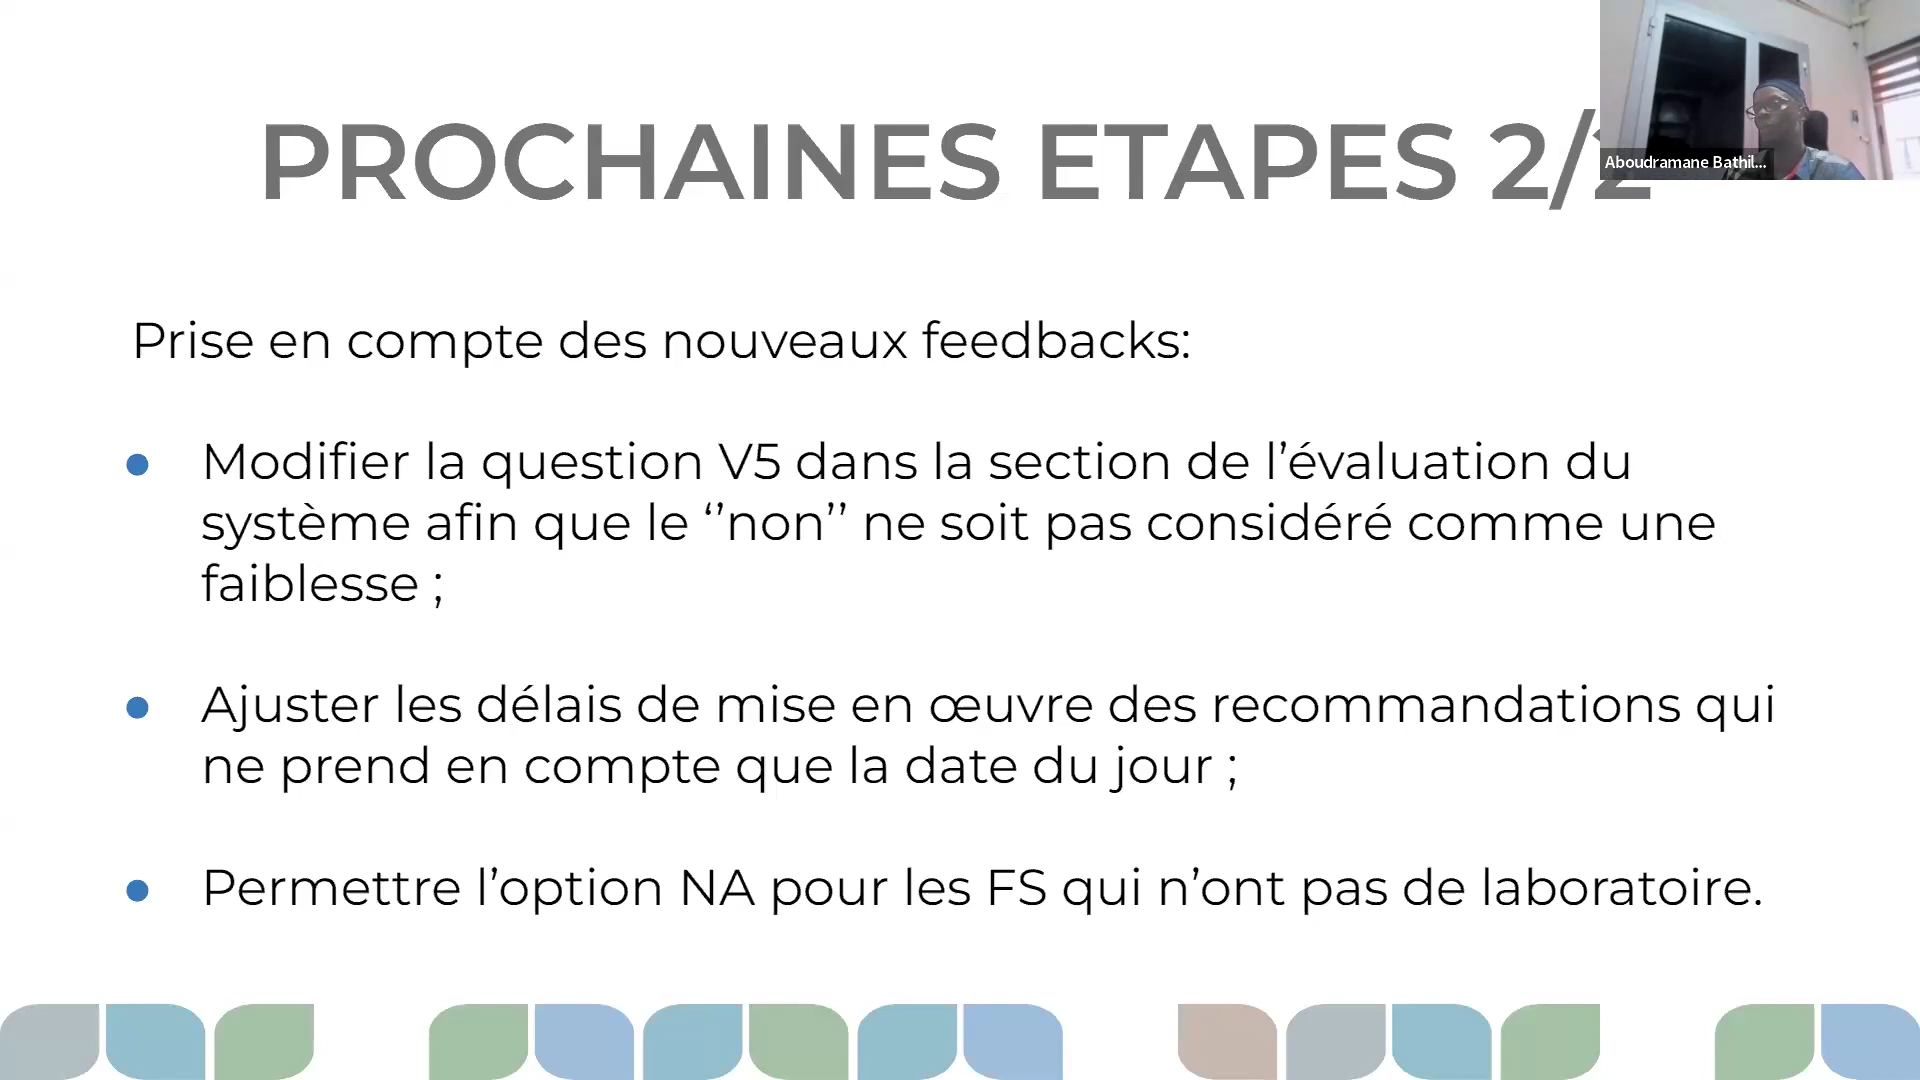 PROCHAINES ETAPES 2/2
Aboudramane Bathil...
Prise en compte des nouveaux feedbacks:
● Modifier la question V5 dans la section de l’évaluation du
système afin que le ‘’non’’ ne soit pas considéré comme une
faiblesse ;
● Ajuster les délais de mise en œuvre des recommandations qui
ne prend en compte que la date du jour ;
● Permettre l’option NA pour les FS qui n’ont pas de laboratoire.